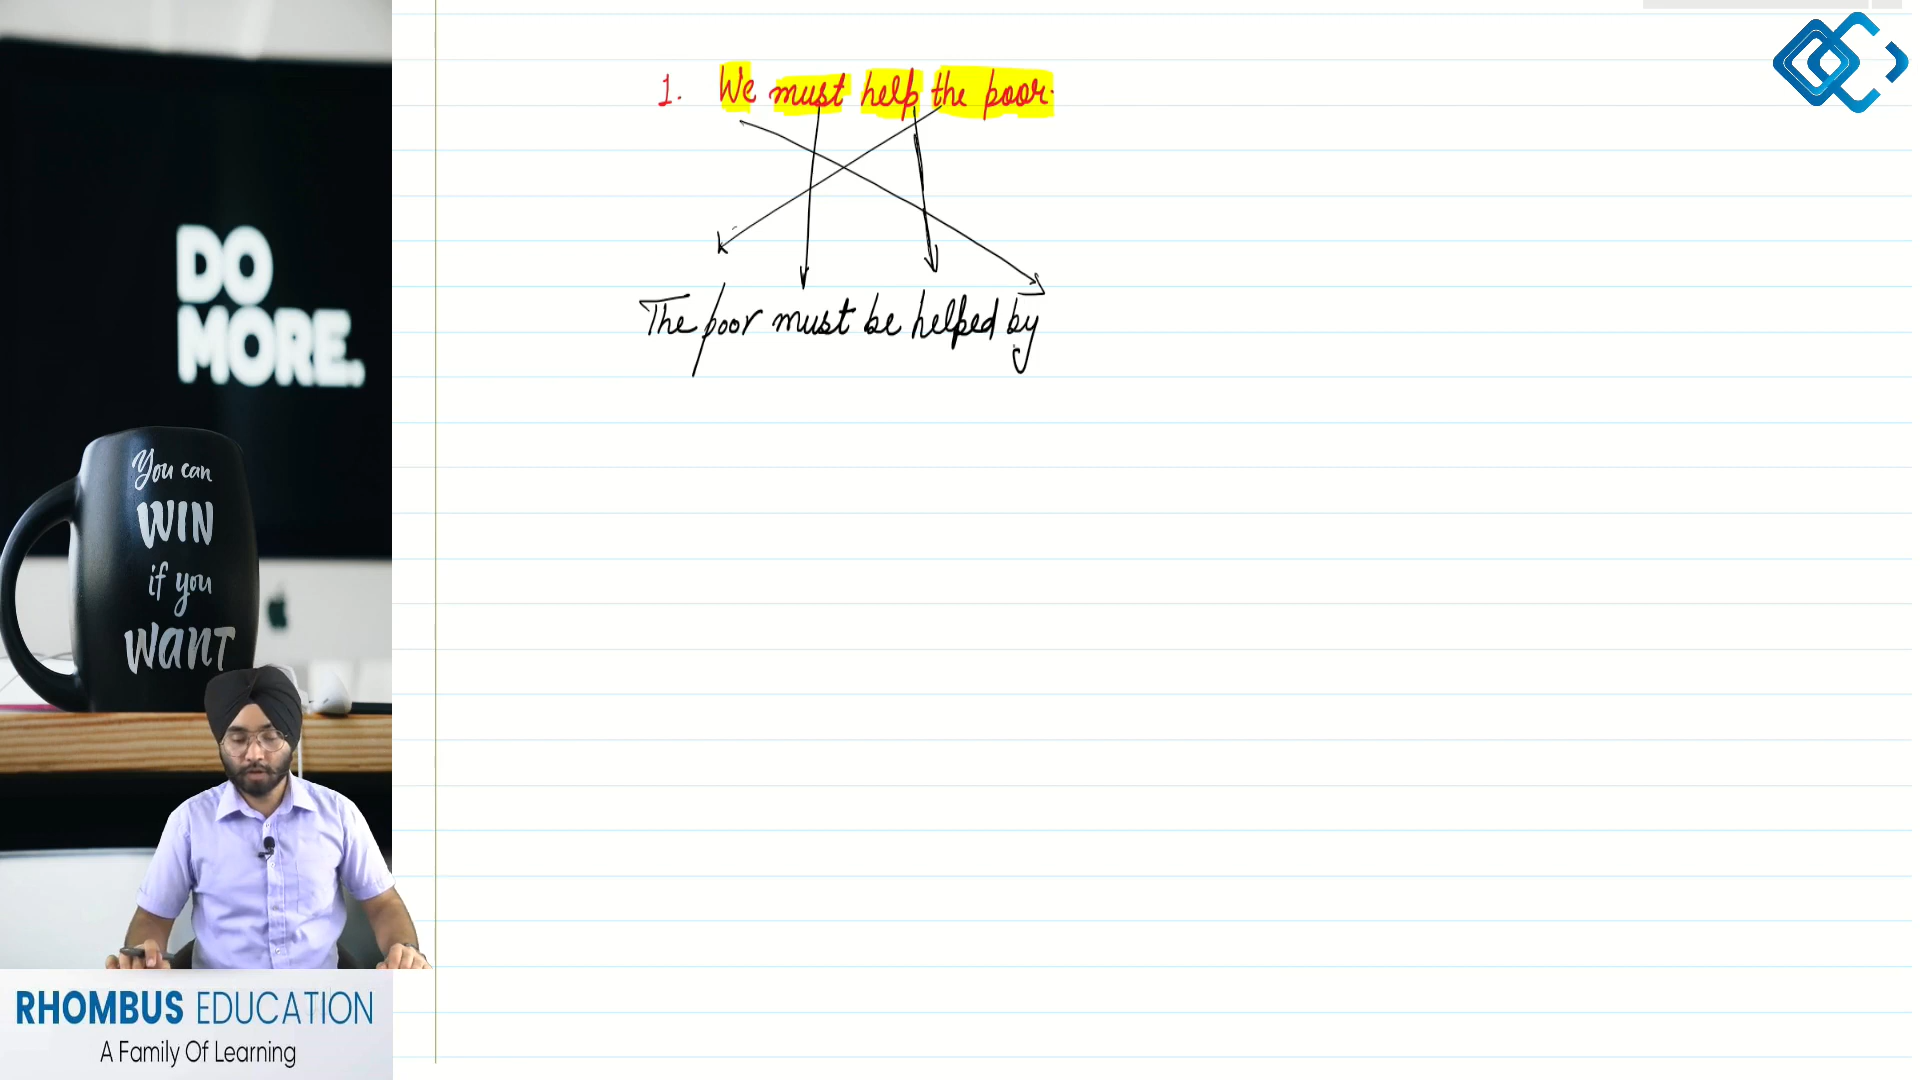 1. We must help the poor.
The poor must be helped by
DO
MORE.
You can
WIN
if you
WANT
RHOMBUS EDUCATION
A Family Of Learning